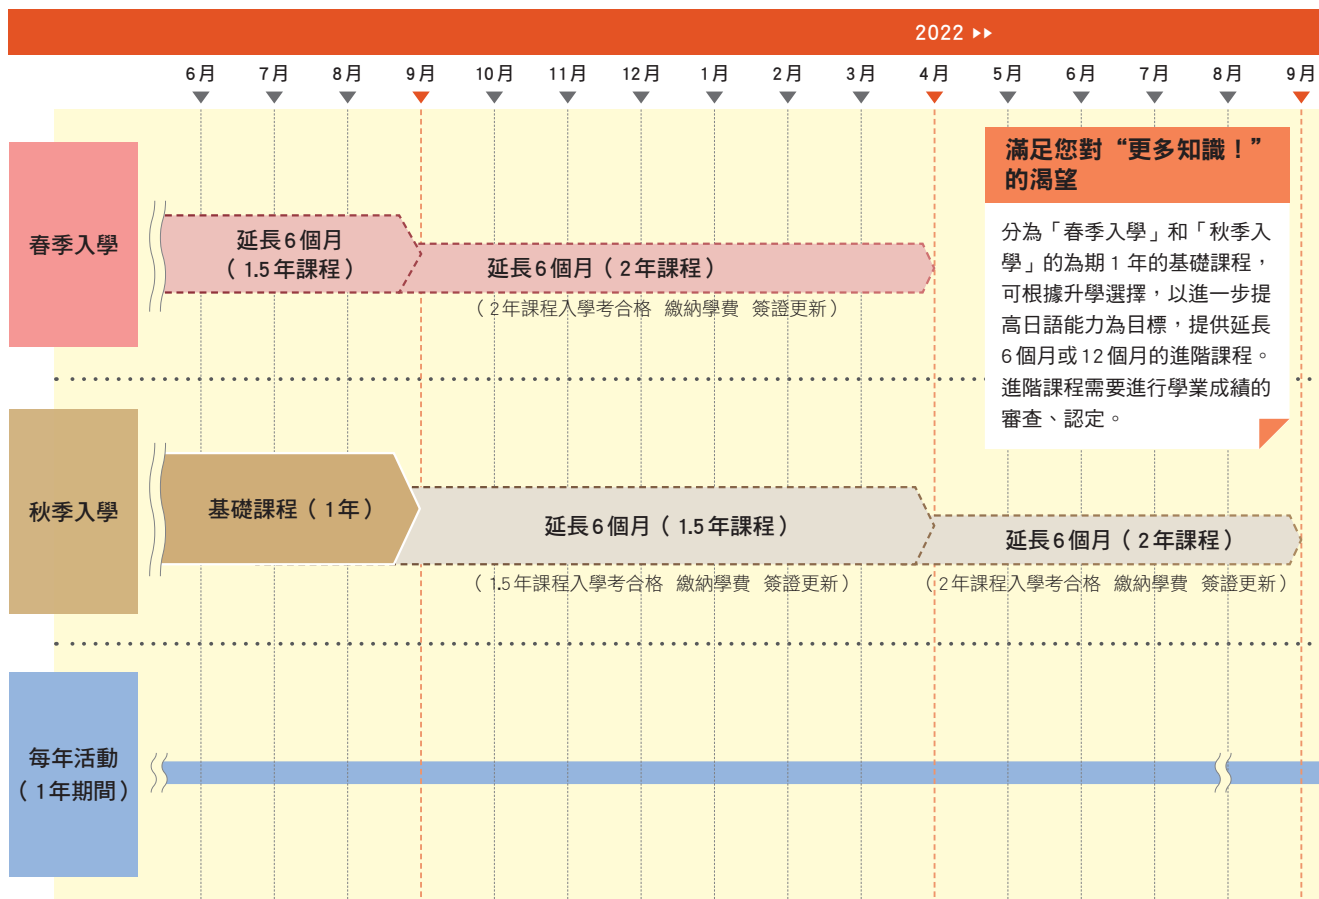 2022
6月 7月 8月 9月 10月 11月 12月 1月 2月 3月 4月 5月 6月 7月 8月 9月
滿足您對“更多知識！”
的渴望
分為「春季入學」和「秋季入
學」的為期 1 年的基礎課程，
可根據升學選擇，以進一步提
高日語能力為目標，提供延長
6個月或12個月的進階課程。
進階課程需要進行學業成績的
審查、認定。
春季入學
延長6個月
（1.5年課程）
延長6個月（2年課程）
（2年課程入學考合格 繳納學費 簽證更新）
秋季入學
基礎課程（1年）
延長6個月（1.5年課程）
（1.5年課程入學考合格 繳納學費 簽證更新）
延長6個月（2年課程）
（2年課程入學考合格 繳納學費 簽證更新）
每年活動
（1年期間）